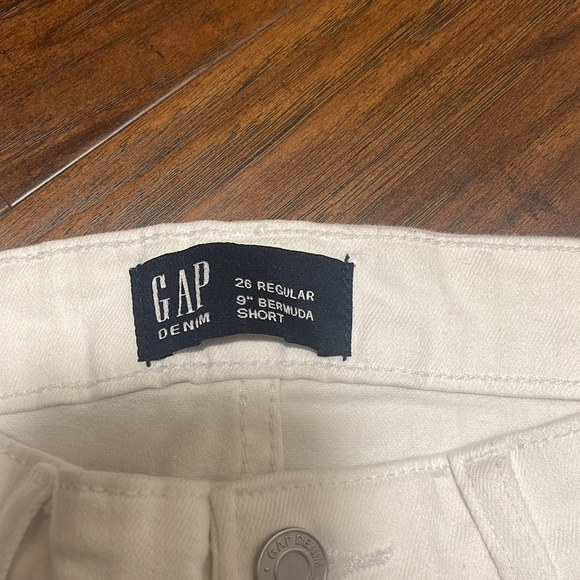 GAP
DENIM
26 REGULAR
9" BERMUDA
SHORT
GAP DENIM